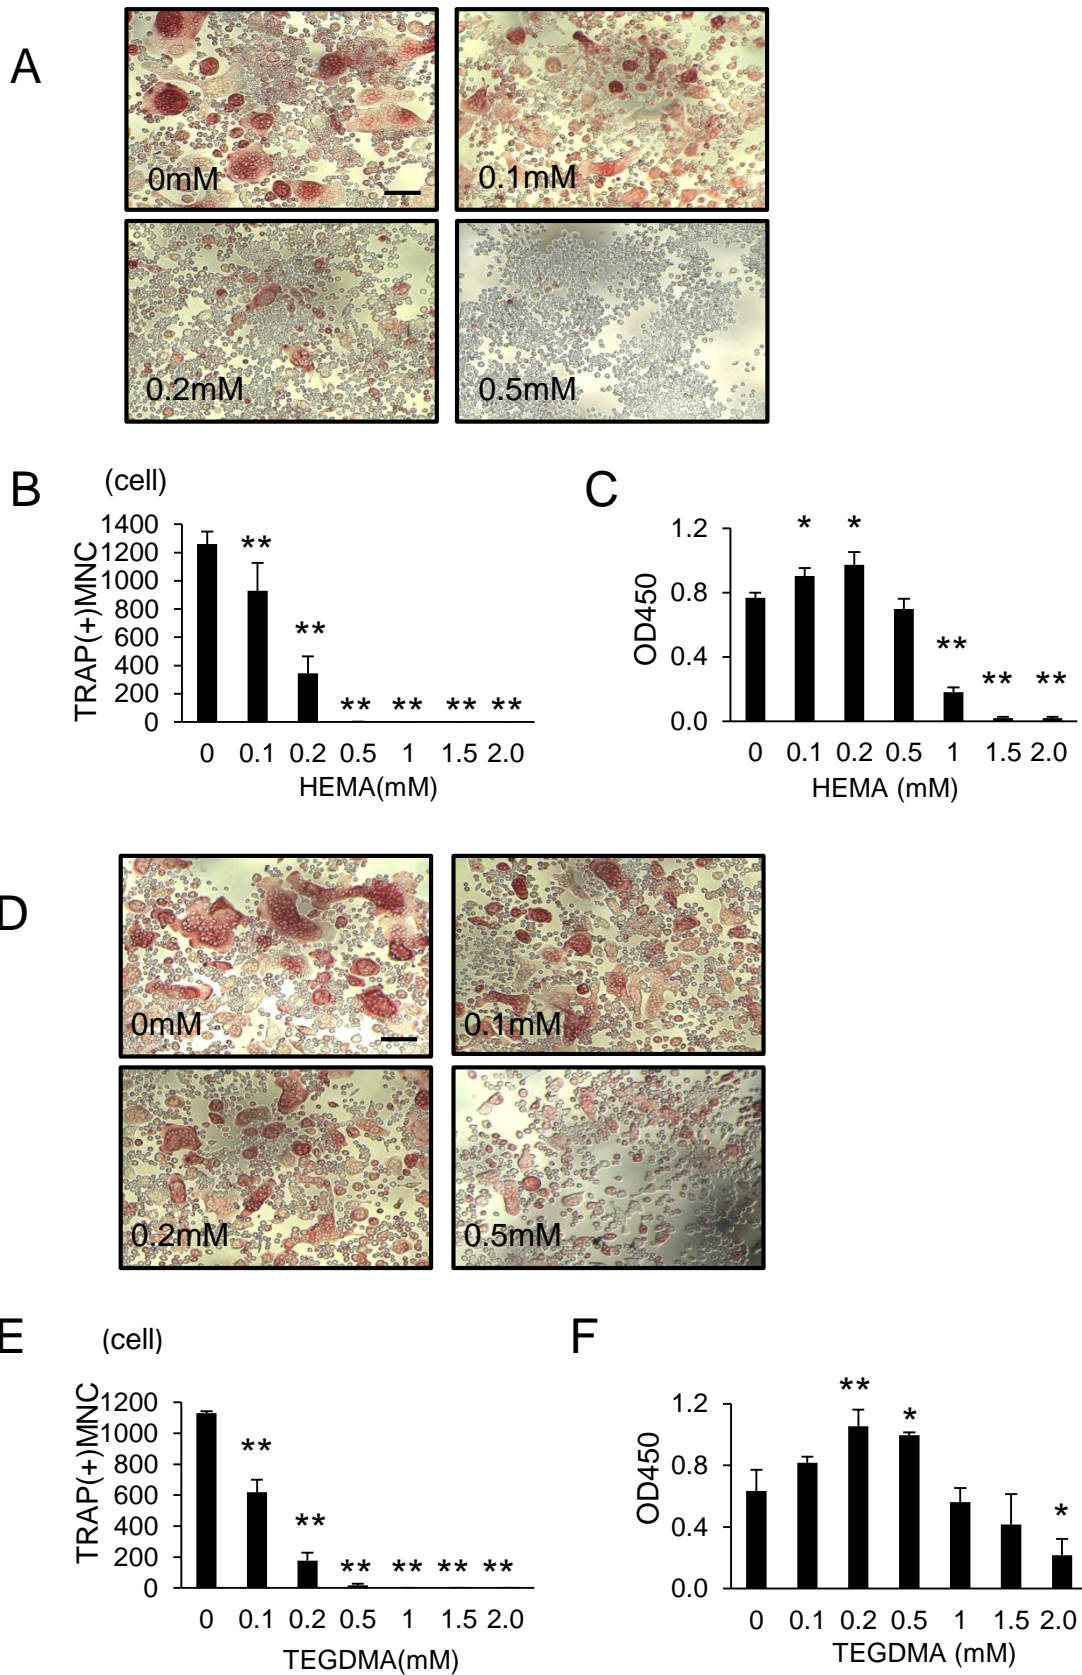 A
0mM
0.1mM
0.2mM
0.5mM
B
(cell)
TRAP(+)MNC
1400
1200
1000
800
600
400
200
0
**
**
** ** ** **
0 0.1 0.2 0.5 1 1.5 2.0
HEMA(mM)
C
OD450
1.2
0.8
0.4
0.0
* *
**
** **
0 0.1 0.2 0.5 1 1.5 2.0
HEMA (mM)
D
0mM
0.1mM
0.2mM
0.5mM
E
(cell)
TRAP(+)MNC
1200
1000
800
600
400
200
0
**
**
** ** ** **
0 0.1 0.2 0.5 1 1.5 2.0
TEGDMA(mM)
F
OD450
1.2
0.8
0.4
0.0
**
*
*
0 0.1 0.2 0.5 1 1.5 2.0
TEGDMA (mM)